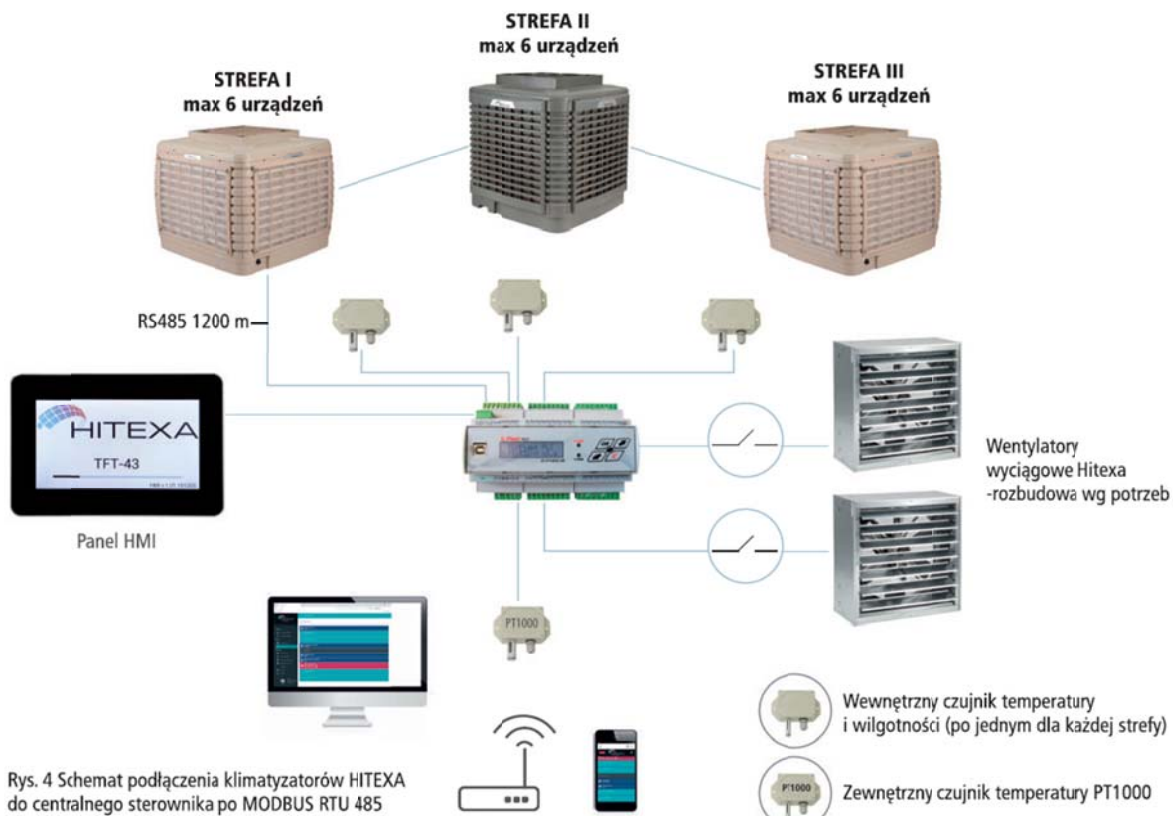 STREFA II
max 6 urządzeń
STREFA I
max 6 urządzeń
STREFA III
max 6 urządzeń
RS485 1200 m
HITEXA
TFT-43
Panel HMI
Wentylatory
wyciągowe Hitexa
-rozbudowa wg potrzeb
PT1000
Wewnętrzny czujnik temperatury
i wilgotności (po jednym dla każdej strefy)
PT1000
Zewnętrzny czujnik temperatury PT1000
Rys. 4 Schemat podłączenia klimatyzatorów HITEXA
do centralnego sterownika po MODBUS RTU 485